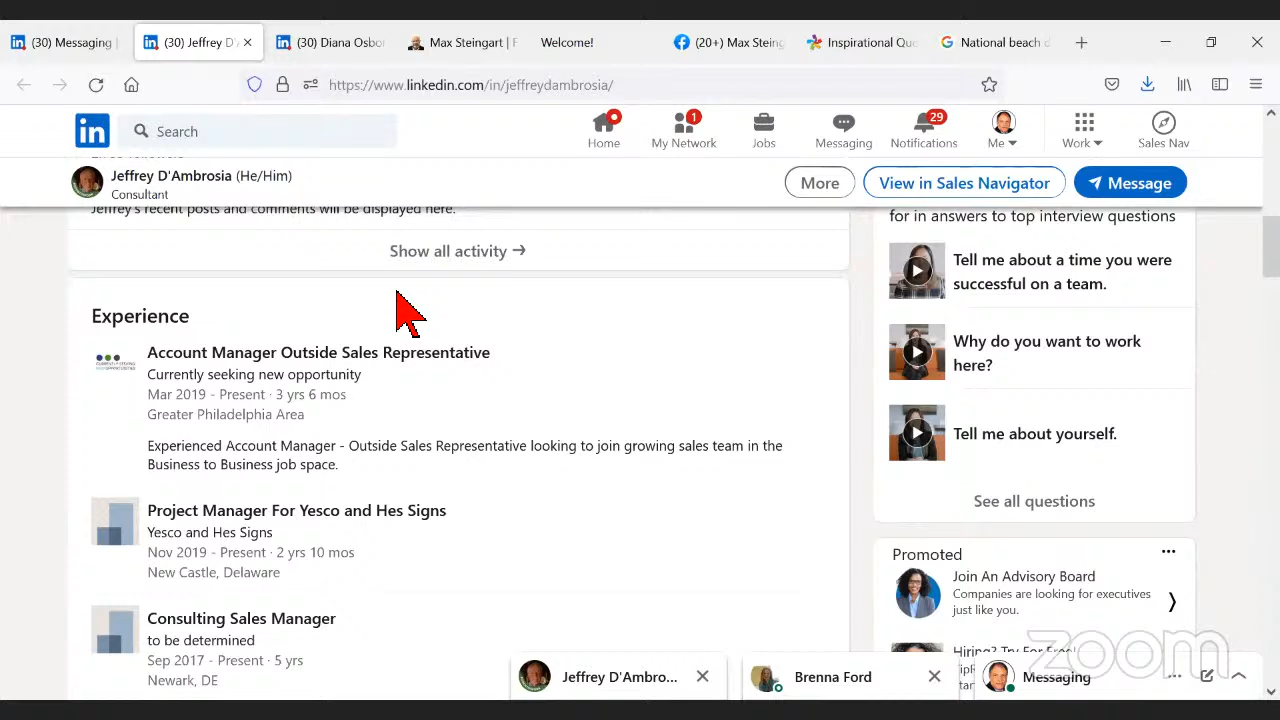 (30) Messaging
(30) Jeffrey D'A
(30) Diana Osbor
Max Steingart | F
Welcome!
(20+) Max Steing
Inspirational Quo
National beach d
https://www.linkedin.com/in/jeffreydambrosia/
in
Search
Home
My Network
1
Jobs
Messaging
Notifications
29
Me
Work
Sales Nav
Jeffrey D'Ambrosia (He/Him)
Consultant
More
View in Sales Navigator
Message
Jeffrey's recent posts and comments will be displayed here.
Show all activity →
Experience
Account Manager Outside Sales Representative
Currently seeking new opportunity
Mar 2019 - Present · 3 yrs 6 mos
Greater Philadelphia Area
Experienced Account Manager - Outside Sales Representative looking to join growing sales team in the
Business to Business job space.
Project Manager For Yesco and Hes Signs
Yesco and Hes Signs
Nov 2019 - Present · 2 yrs 10 mos
New Castle, Delaware
Consulting Sales Manager
to be determined
Sep 2017 - Present · 5 yrs
Newark, DE
for in answers to top interview questions
Tell me about a time you were
successful on a team.
Why do you want to work
here?
Tell me about yourself.
See all questions
Promoted
Join An Advisory Board
Companies are looking for executives
just like you.
Hiring? Try For Free!
zoom
Jeffrey D'Ambro...
Brenna Ford
Messaging